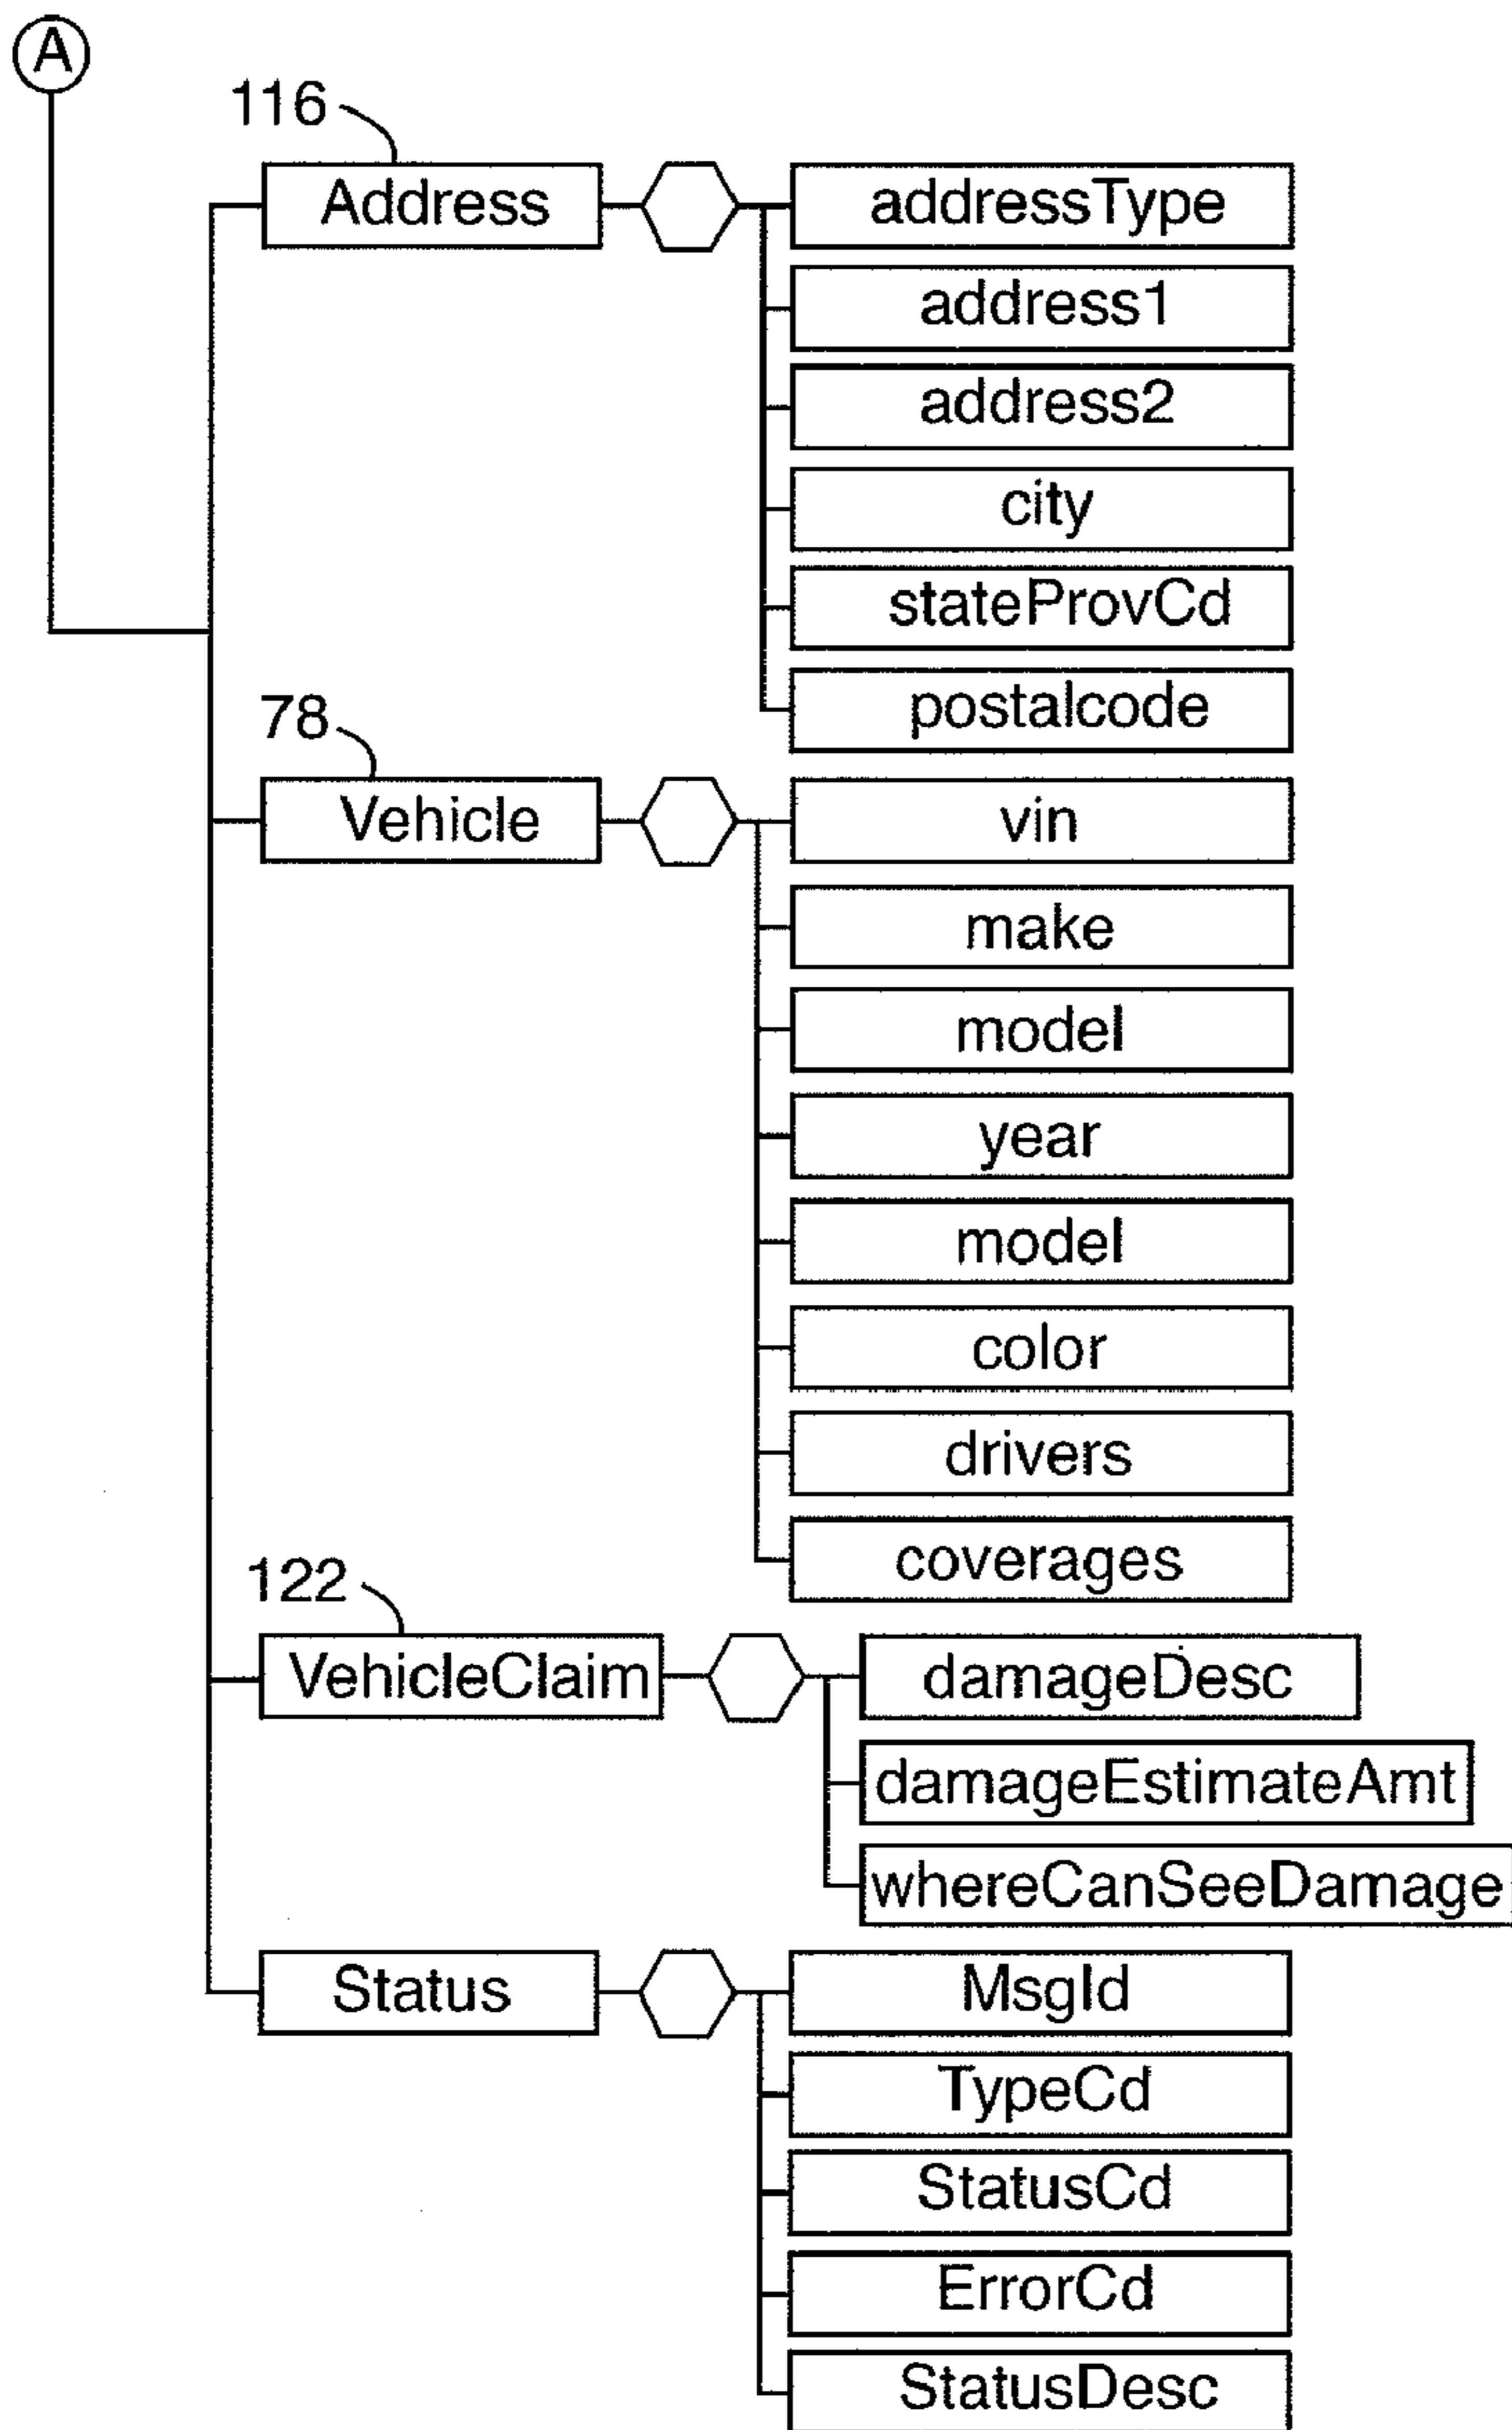 A
116
Address
addressType
address1
address2
city
stateProvCd
postalcode
78
Vehicle
vin
make
model
year
model
color
drivers
coverages
122
VehicleClaim
damageDesc
damageEstimateAmt
whereCanSeeDamage
Status
MsgId
TypeCd
StatusCd
ErrorCd
StatusDesc